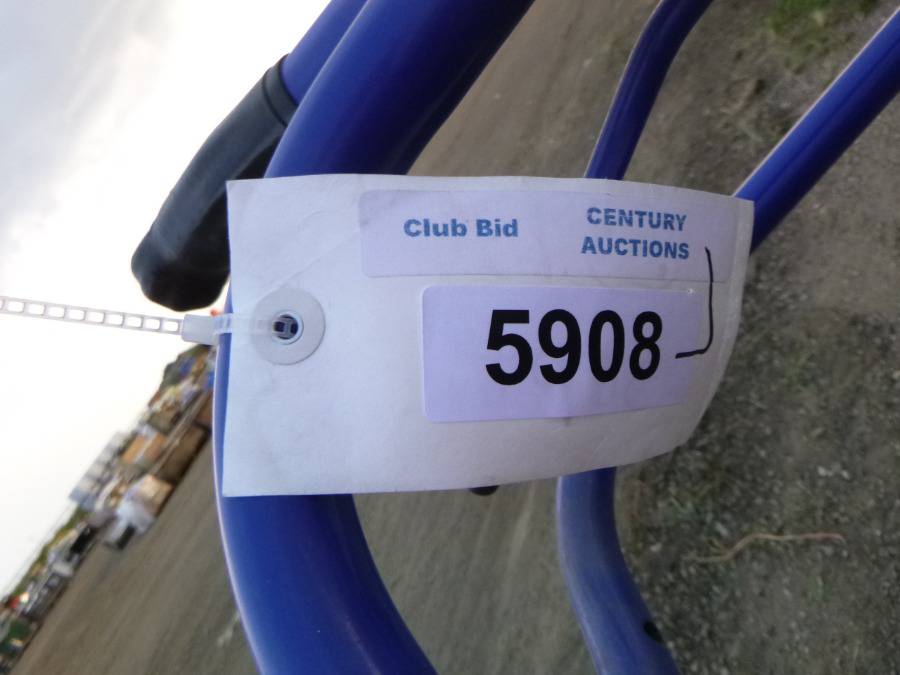 Club Bid
CENTURY
AUCTIONS
5908